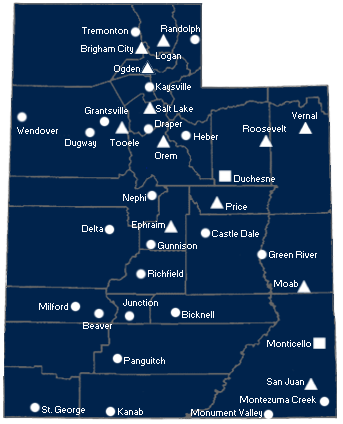 Tremonton
Randolph
Brigham City
Logan
Ogden
Kaysville
Salt Lake
Grantsville
Wendover
Dugway
Tooele
Draper
Orem
Heber
Roosevelt
Vernal
Duchesne
Nephi
Price
Delta
Ephraim
Castle Dale
Gunnison
Green River
Richfield
Moab
Milford
Beaver
Junction
Bicknell
Monticello
Panguitch
San Juan
Montezuma Creek
St. George
Kanab
Monument Valley